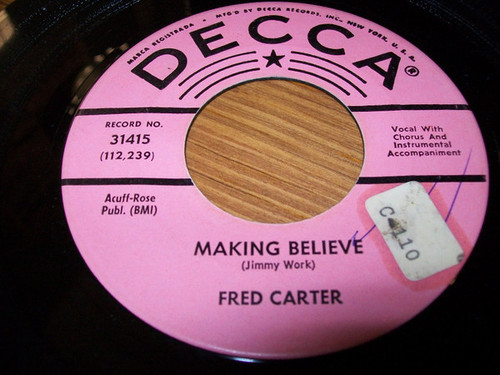 MARCA REGISTRADA • MF'D BY DECCA RECORDS, INC., NEW YORK, U.S.A.
DECCA®
RECORD NO.
31415
(112,239)
Vocal With
Chorus And
Instrumental
Accompaniment
Acuff-Rose
Publ. (BMI)
MAKING BELIEVE
(Jimmy Work)
FRED CARTER